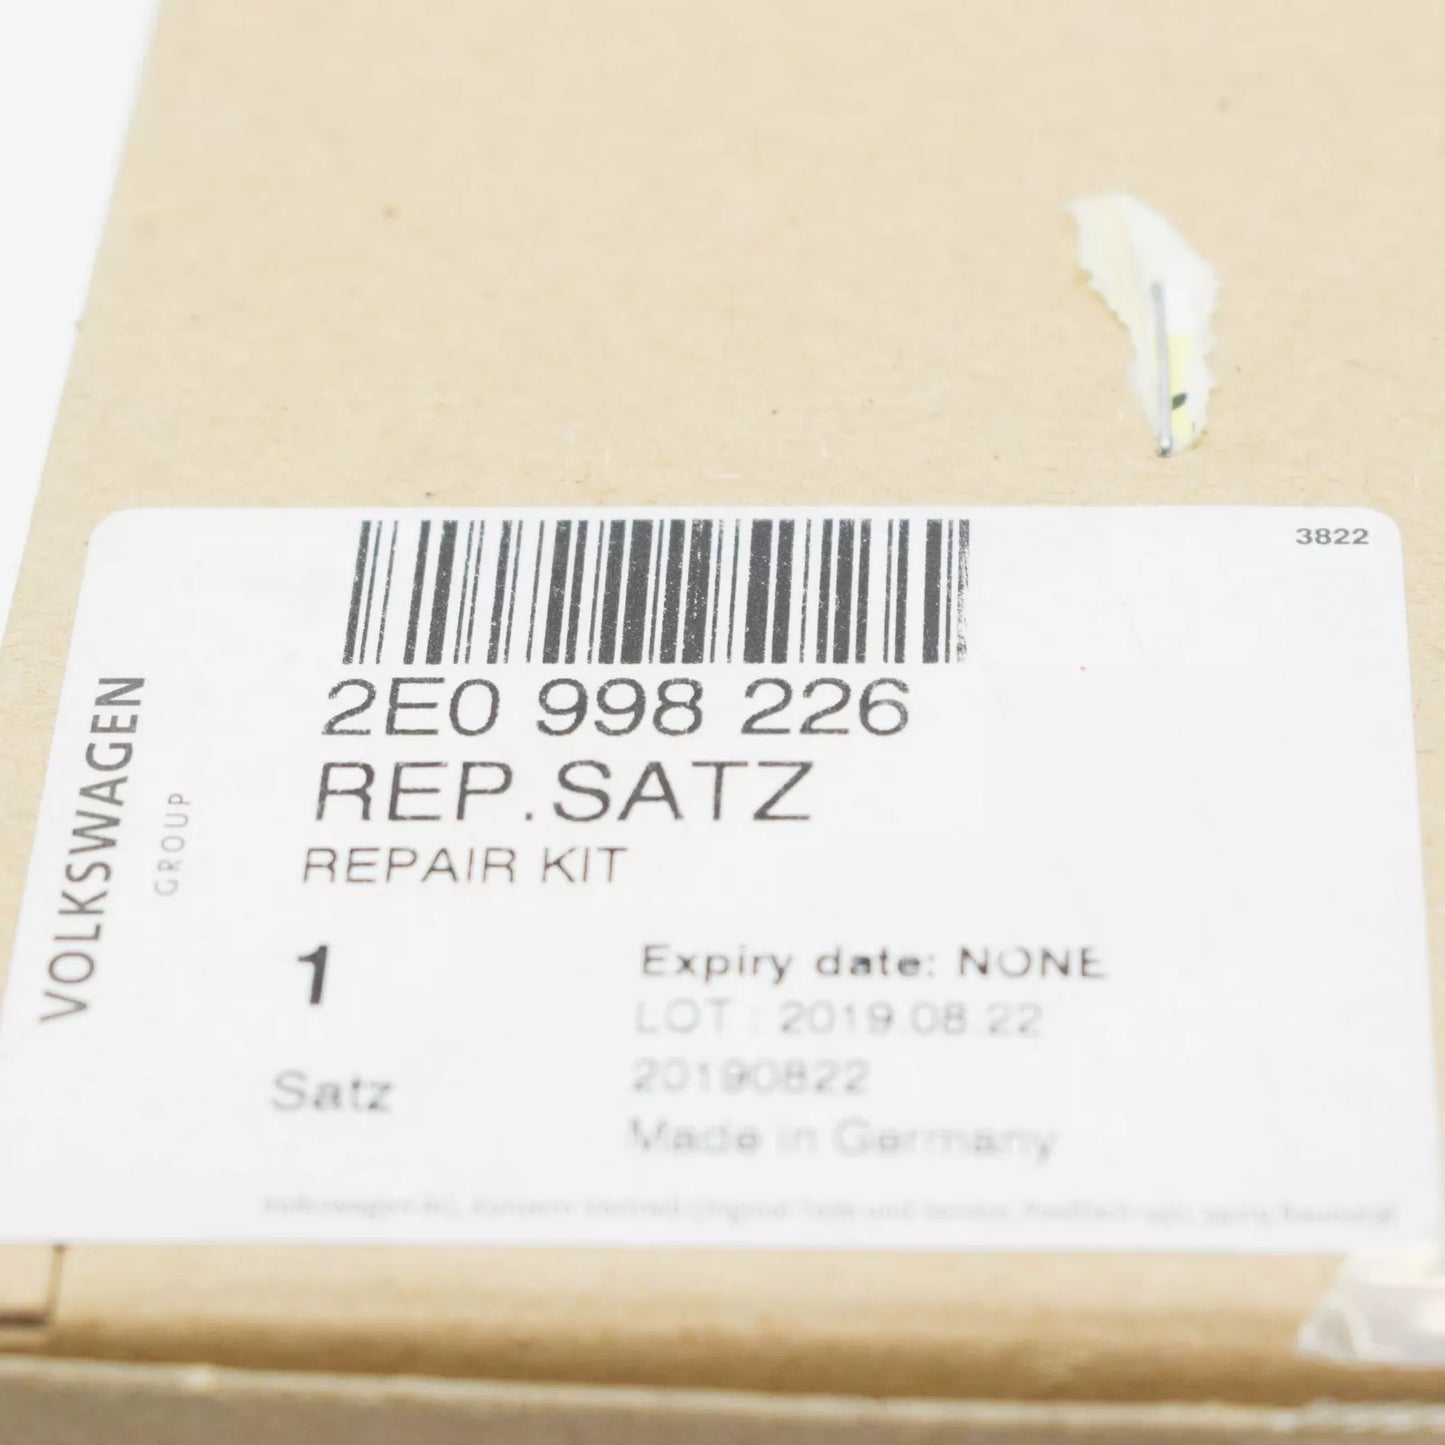 3822
2E0 998 226
REP.SATZ
REPAIR KIT
VOLKSWAGEN
GROUP
1
Satz
Expiry date: NONE
LOT : 2019.08.22
20190822
Made in Germany